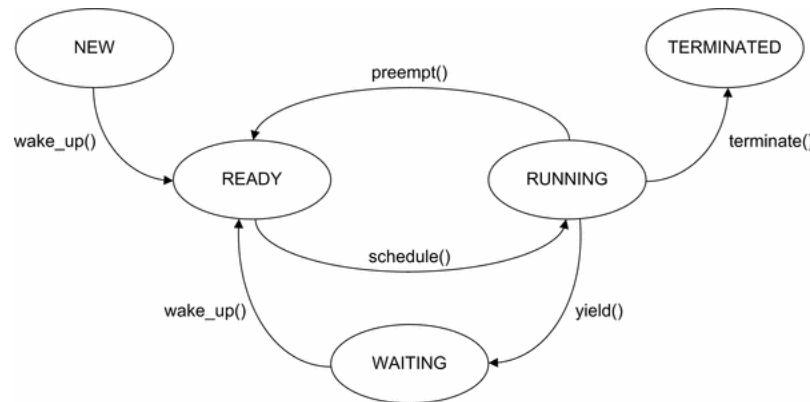 NEW
TERMINATED
preempt()
wake_up()
terminate()
READY
RUNNING
schedule()
wake_up()
yield()
WAITING